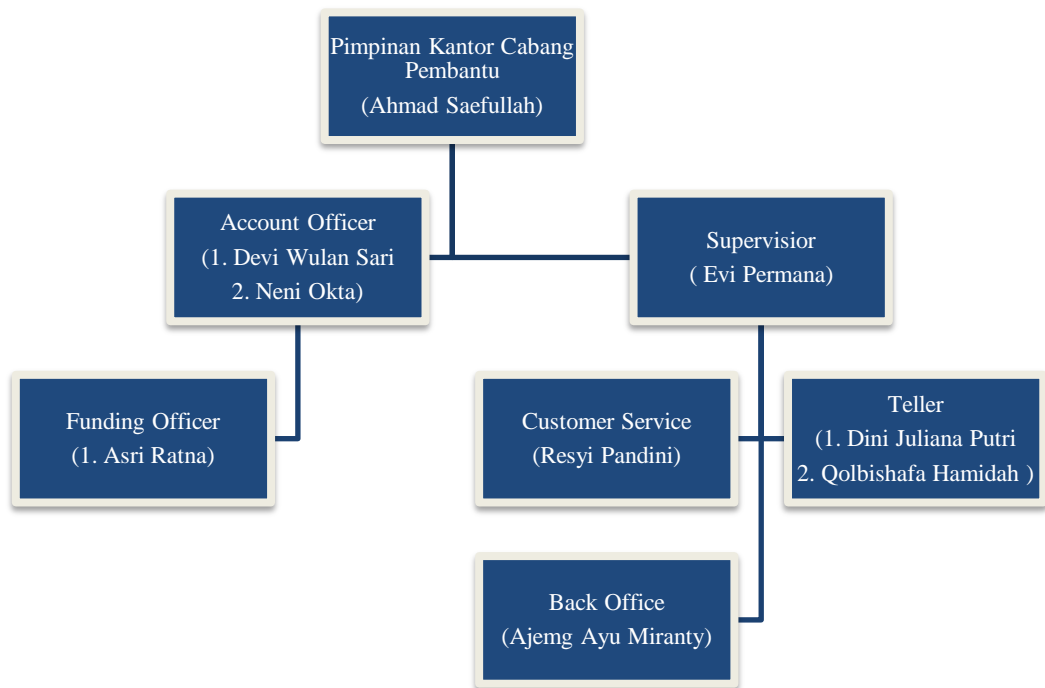 Pimpinan Kantor Cabang
Pembantu
(Ahmad Saefullah)
Account Officer
(1. Devi Wulan Sari
2. Neni Okta)
Supervisior
( Evi Permana)
Funding Officer
(1. Asri Ratna)
Customer Service
(Resyi Pandini)
Teller
(1. Dini Juliana Putri
2. Qolbishafa Hamidah )
Back Office
(Ajemg Ayu Miranty)